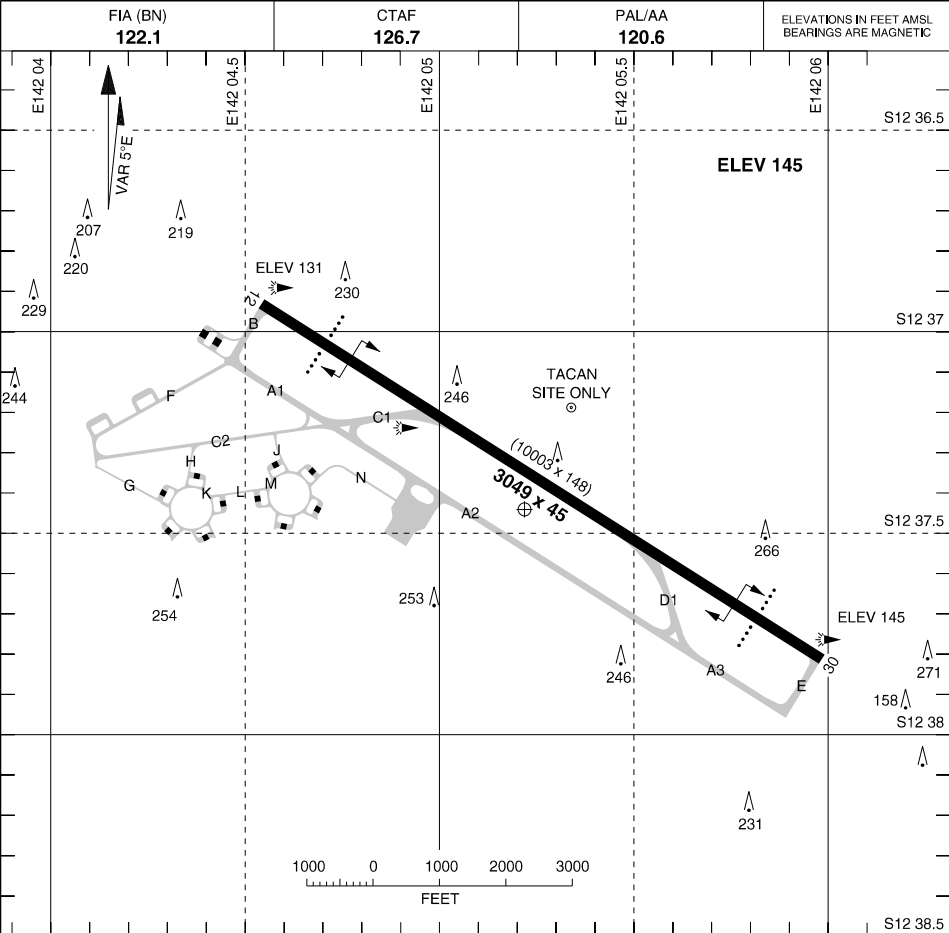 FIA (BN)
122.1
CTAF
126.7
PAL/AA
120.6
ELEVATIONS IN FEET AMSL
BEARINGS ARE MAGNETIC
E142 04
E142 04.5
E142 05
E142 05.5
E142 06
S12 36.5
VAR 5°E
ELEV 145
207
219
220
229
ELEV 131
230
12
B
S12 37
244
F
A1
246
TACAN
SITE ONLY
C1
C2
J
(10003 x 148)
3049 x 45
H
G
K
L
M
N
A2
S12 37.5
266
254
253
D1
ELEV 145
30
246
A3
E
271
158
S12 38
231
1000
0
1000
2000
3000
FEET
S12 38.5